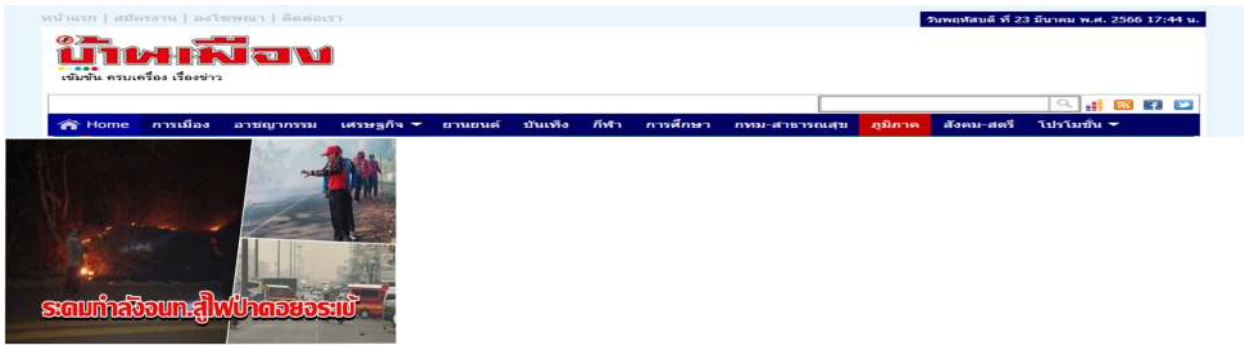 หน้าแรก | สมัครงาน | ลงโฆษณา | ติดต่อเรา
วันพฤหัสบดี ที่ 23 มีนาคม พ.ศ. 2566 17:44 น.
บ้านเมือง
เข้มข้น ครบเครื่อง เรื่องข่าว
Home การเมือง อาชญากรรม เศรษฐกิจ ยานยนต์ บันเทิง กีฬา การศึกษา กทม-สาธารณสุข ภูมิภาค สังคม-สตรี โปรโมชั่น
ระดมกำลังจนท.สู้ไฟป่าดอยจระเข้